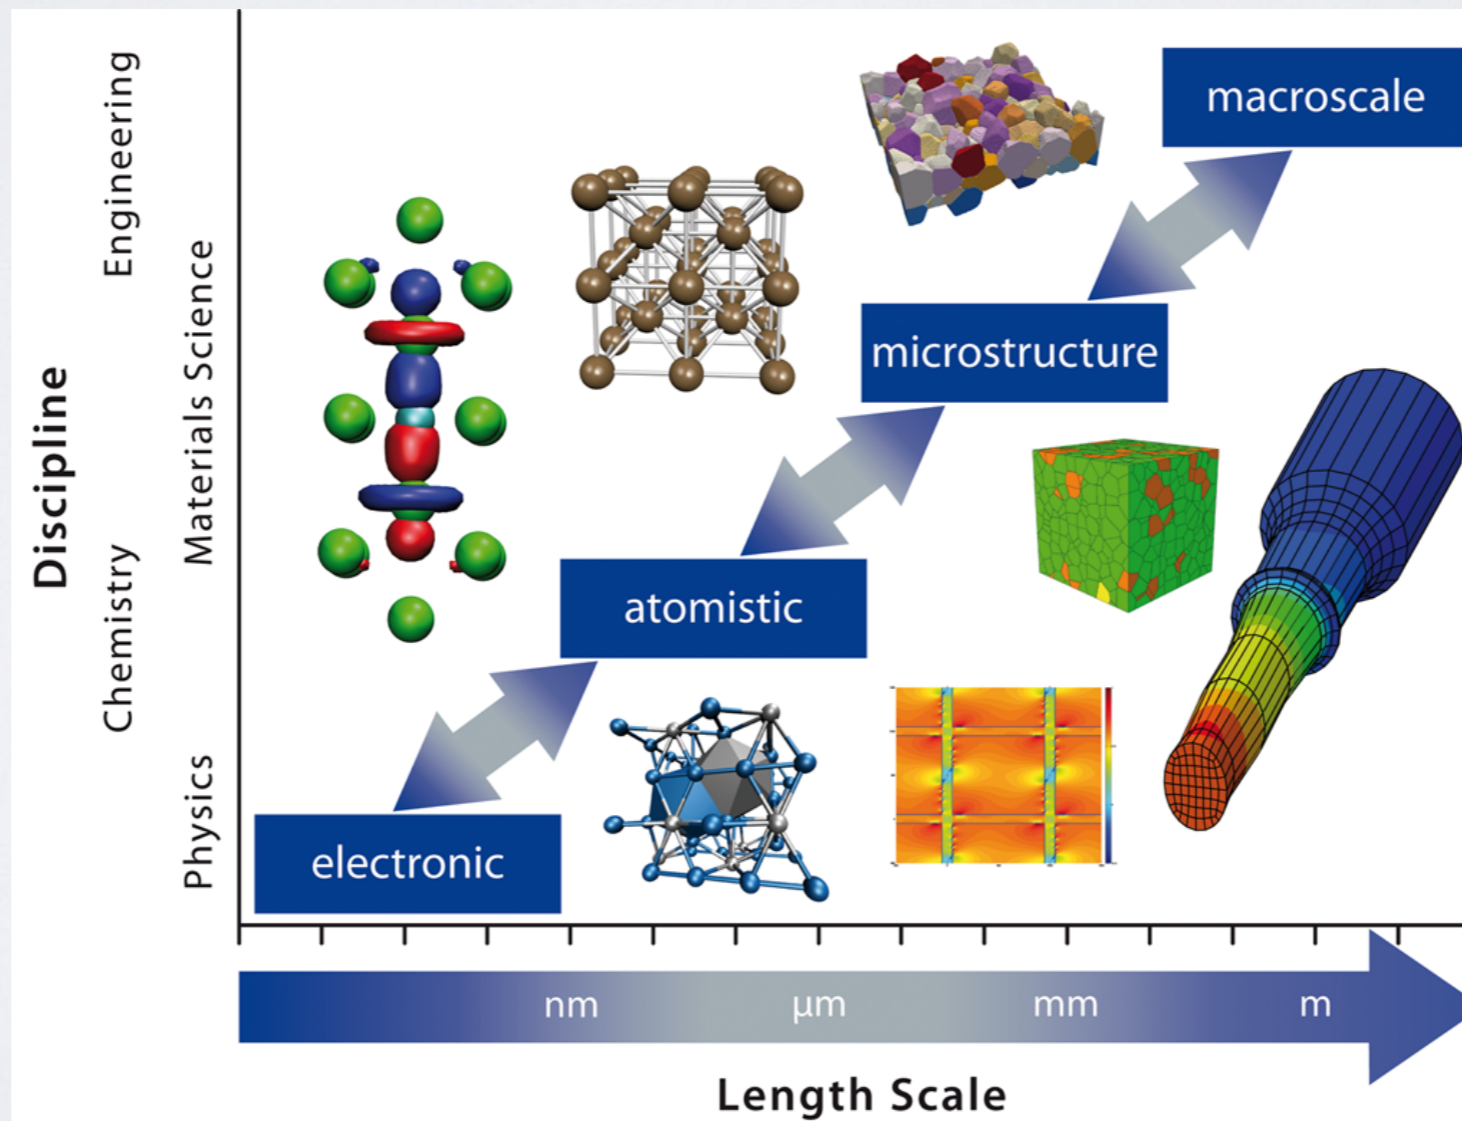 Discipline
Engineering
Materials Science
Chemistry
Physics
macroscale
microstructure
atomistic
electronic
nm
µm
mm
m
Length Scale